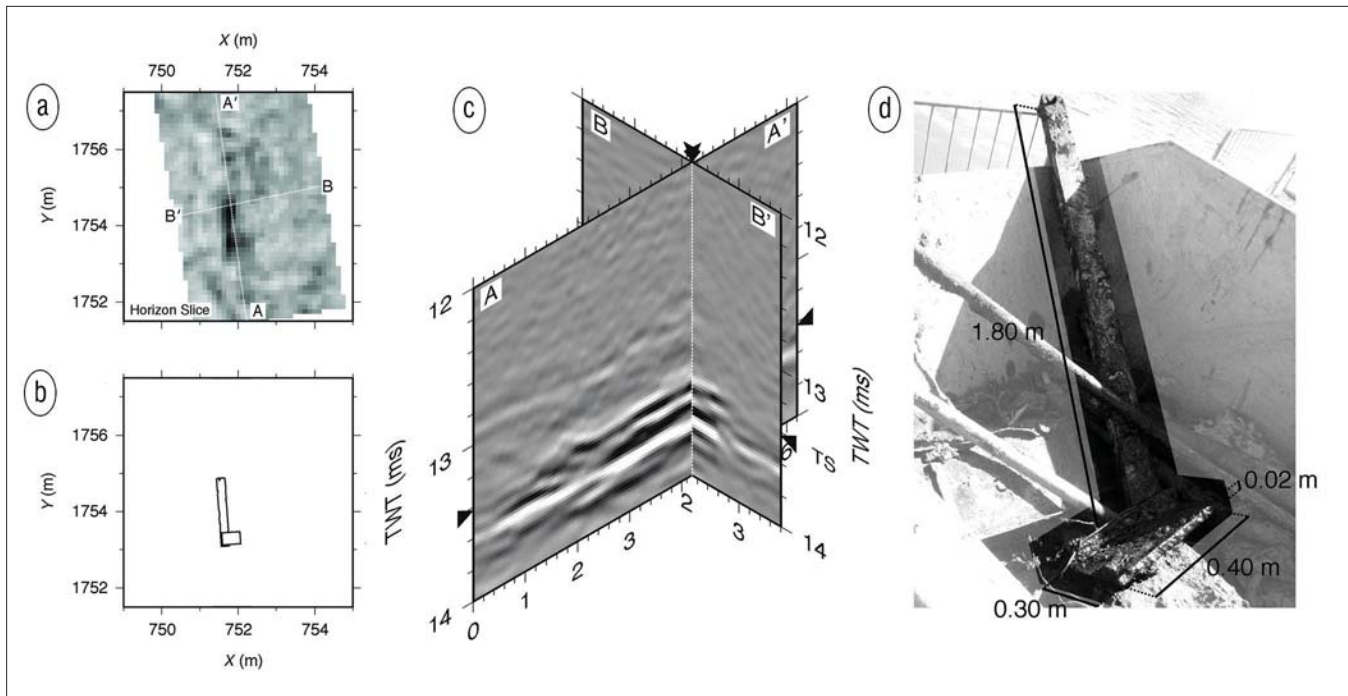 a
X (m)
750 752 754
Y (m)
1756
1754
1752
A'
B
B'
A
Horizon Slice
b
Y (m)
1756
1754
1752
750 752 754
X (m)
c
B
A'
B'
A
12
13
14
TWT (ms)
0 1 2 3 2 3
12
13
14
TS
TWT (ms)
d
1.80 m
0.02 m
0.40 m
0.30 m